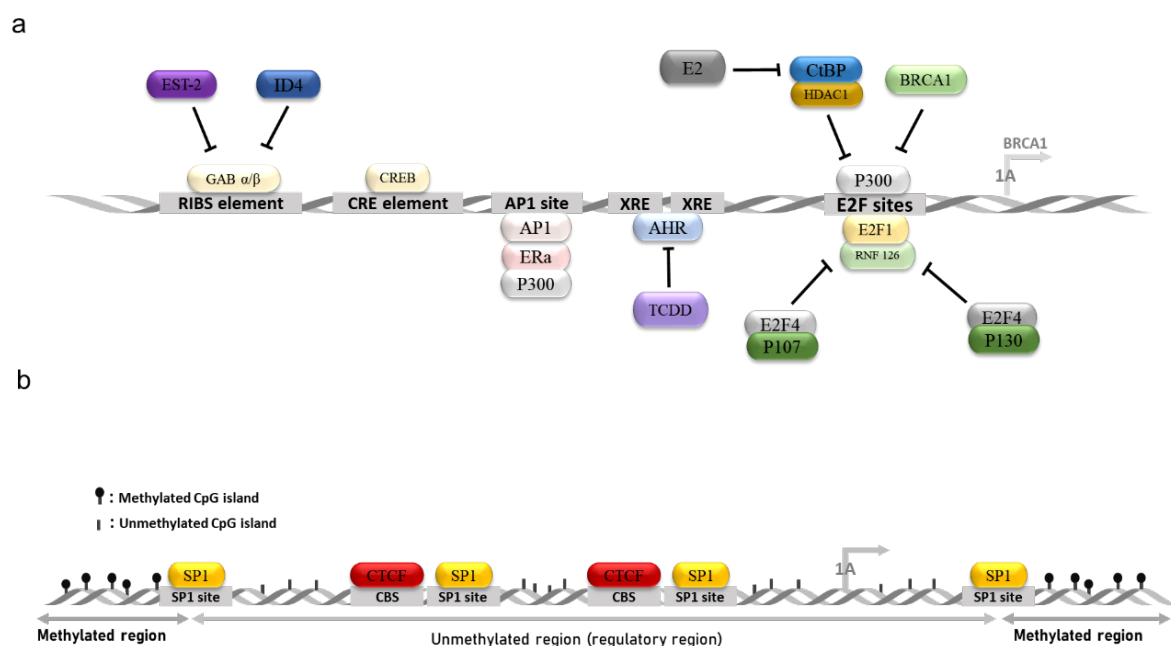 a
E2
CtBP
HDAC1
BRCA1
EST-2
ID4
BRCA1
1A
GAB α/β
CREB
P300
RIBS element
CRE element
AP1 site
XRE
XRE
E2F sites
AP1
AHR
E2F1
ERa
RNF 126
P300
TCDD
E2F4
P107
E2F4
P130
b
: Methylated CpG island
: Unmethylated CpG island
1A
SP1
CTCF
SP1
CTCF
SP1
SP1
SP1 site
CBS
SP1 site
CBS
SP1 site
SP1 site
Methylated region
Unmethylated region (regulatory region)
Methylated region